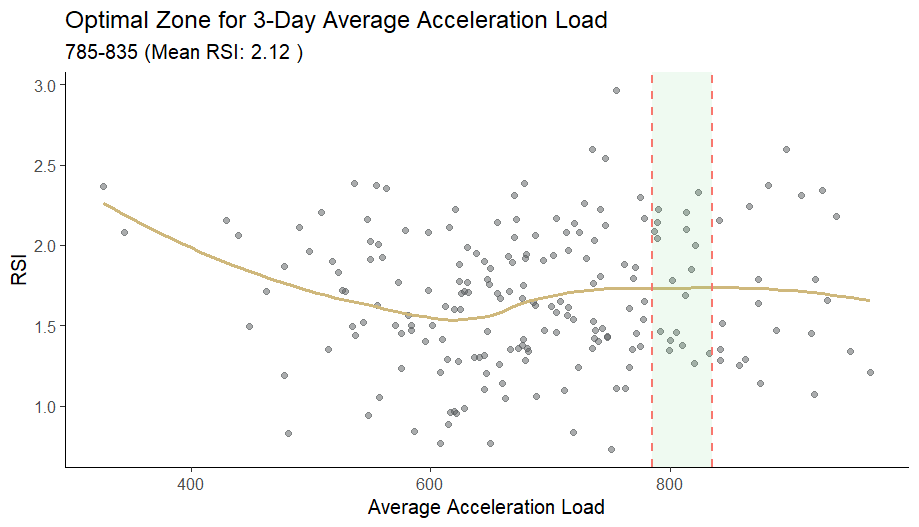 Optimal Zone for 3-Day Average Acceleration Load
785-835 (Mean RSI: 2.12 )
3.0
2.5
2.0
1.5
1.0
RSI
400 600 800
Average Acceleration Load